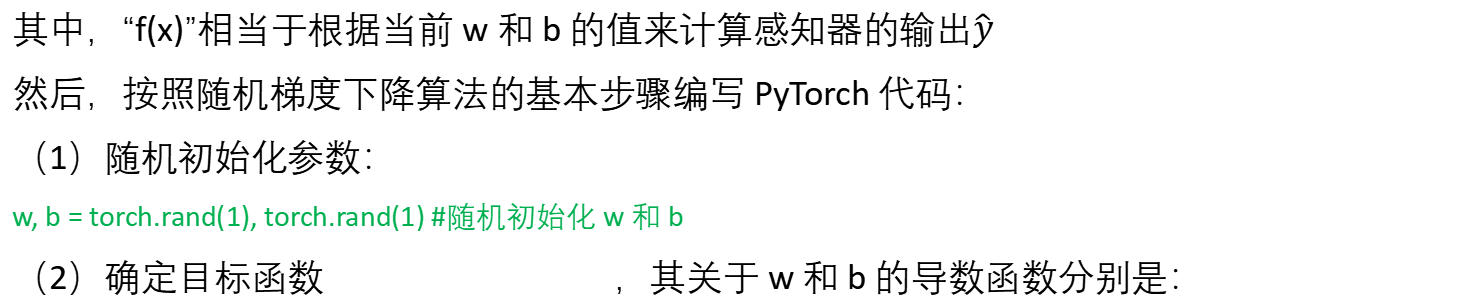 其中，“f(x)”相当于根据当前 w 和 b 的值来计算感知器的输出ŷ
然后，按照随机梯度下降算法的基本步骤编写 PyTorch 代码：
（1）随机初始化参数：
w, b = torch.rand(1), torch.rand(1) #随机初始化 w 和 b
（2）确定目标函数 ，其关于 w 和 b 的导数函数分别是：